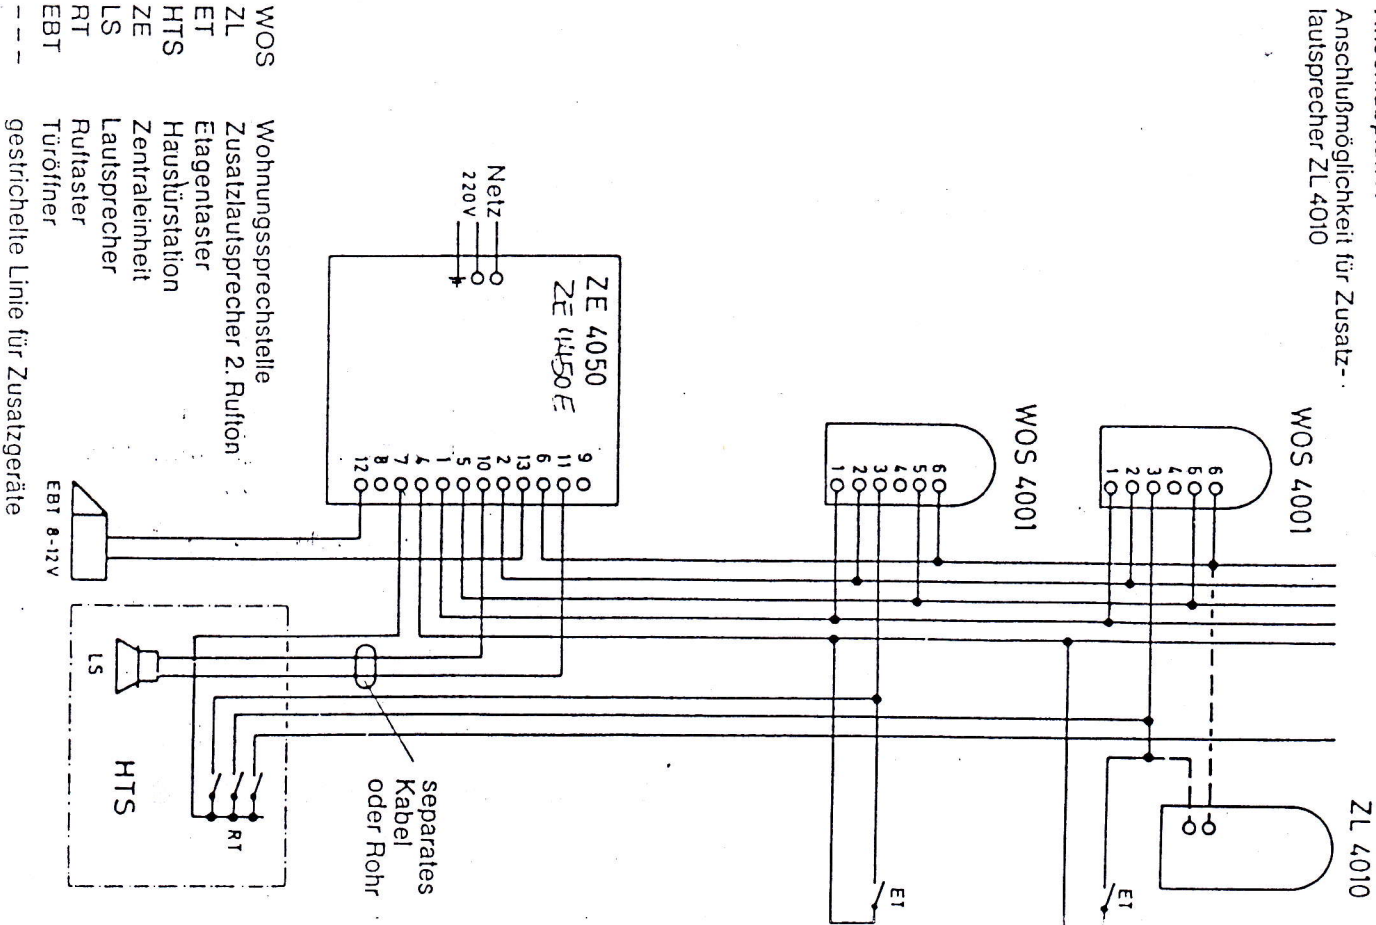 Anschlußmöglichkeit für Zusatz-
lautsprecher ZL 4010
WOS 4001
6
5
4
3
2
1
ZL 4010
ET
WOS 4001
6
5
4
3
2
1
ET
ZE 4050
ZE 4450E
Netz
220V
9
11
6
13
2
10
5
1
4
7
8
12
separates
Kabel
oder Rohr
EBT 8-12V
LS
HTS
RT
WOS Wohnungssprechstelle
ZL Zusatzlautsprecher 2. Rufton
ET Etagentaster
HTS Haustürstation
ZE Zentraleinheit
LS Lautsprecher
RT Ruftaster
EBT Türöffner
--- gestrichelte Linie für Zusatzgeräte